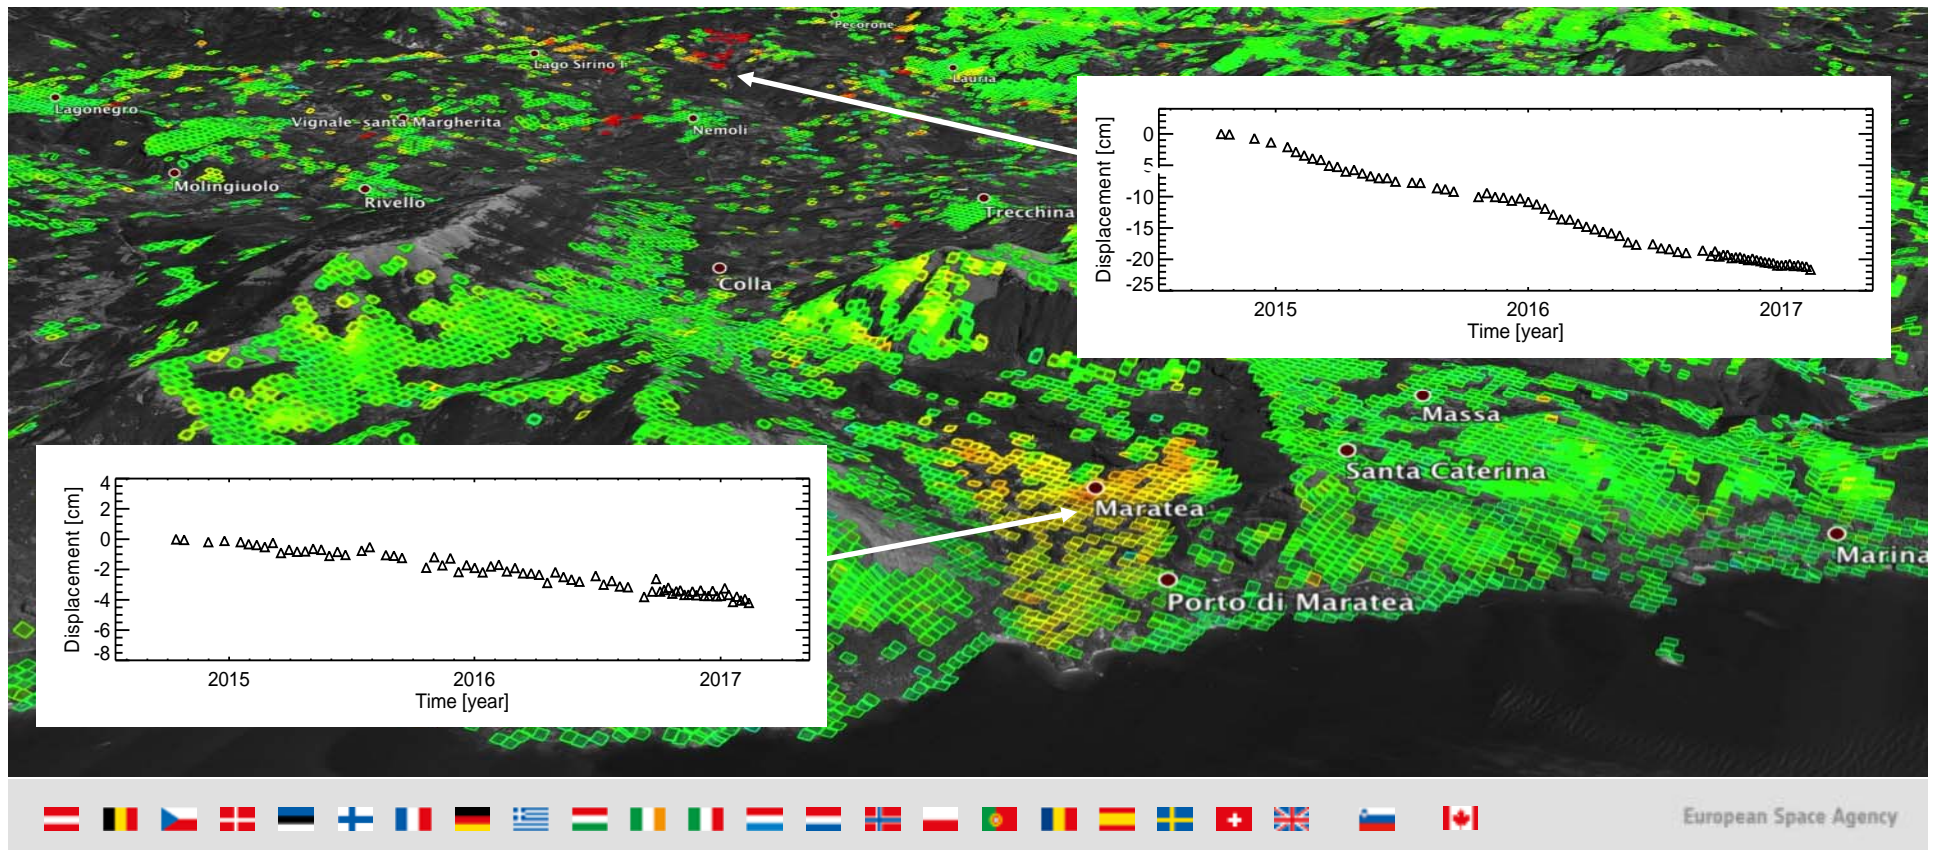 Pecorone
Lago Sirino I
Lauria
Lagonegro
Vignale-santa Margherita
Nemoli
Molingiuolo
Rivello
Trecchina
Colla
Massa
Santa Caterina
Maratea
Marina
Porto di Maratea
Displacement [cm]
0
5
-10
-15
-20
-25
2015
2016
2017
Time [year]
Displacement [cm]
4
2
0
-2
-4
-6
-8
2015
2016
2017
Time [year]
European Space Agency